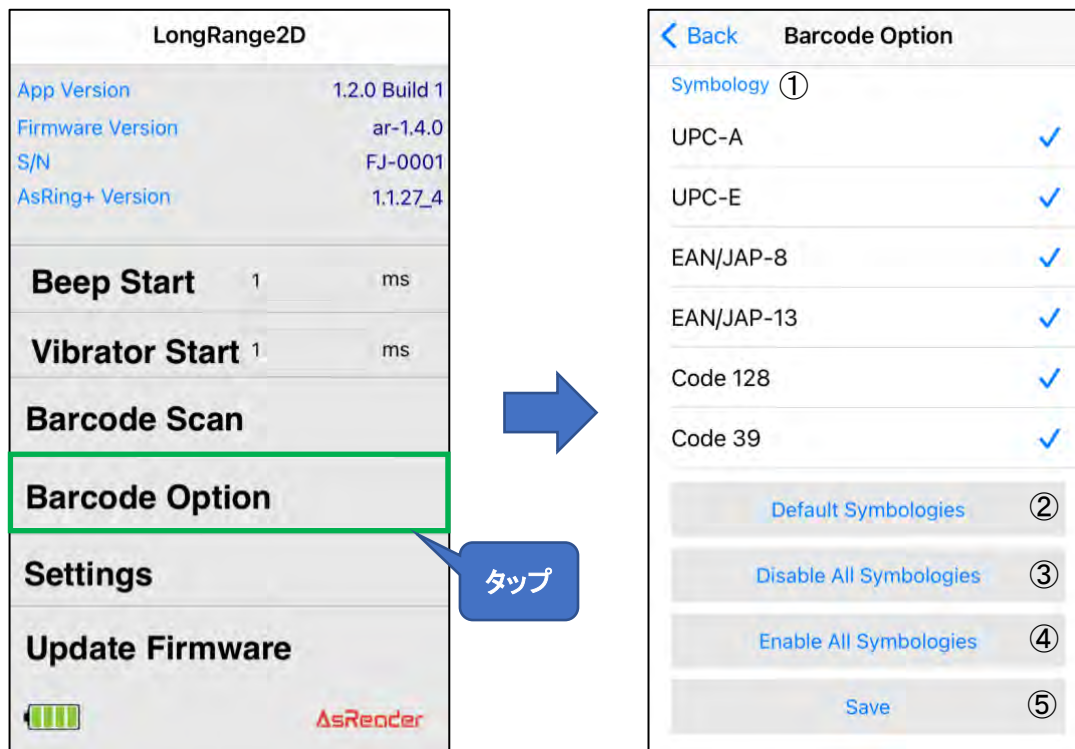 LongRange2D
App Version 1.2.0 Build 1
Firmware Version ar-1.4.0
S/N FJ-0001
AsRing+ Version 1.1.27_4
Beep Start 1 ms
Vibrator Start 1 ms
Barcode Scan
Barcode Option
タップ
Settings
Update Firmware
AsReader
Back Barcode Option
Symbology ①
UPC-A
UPC-E
EAN/JAP-8
EAN/JAP-13
Code 128
Code 39
Default Symbologies ②
Disable All Symbologies ③
Enable All Symbologies ④
Save ⑤